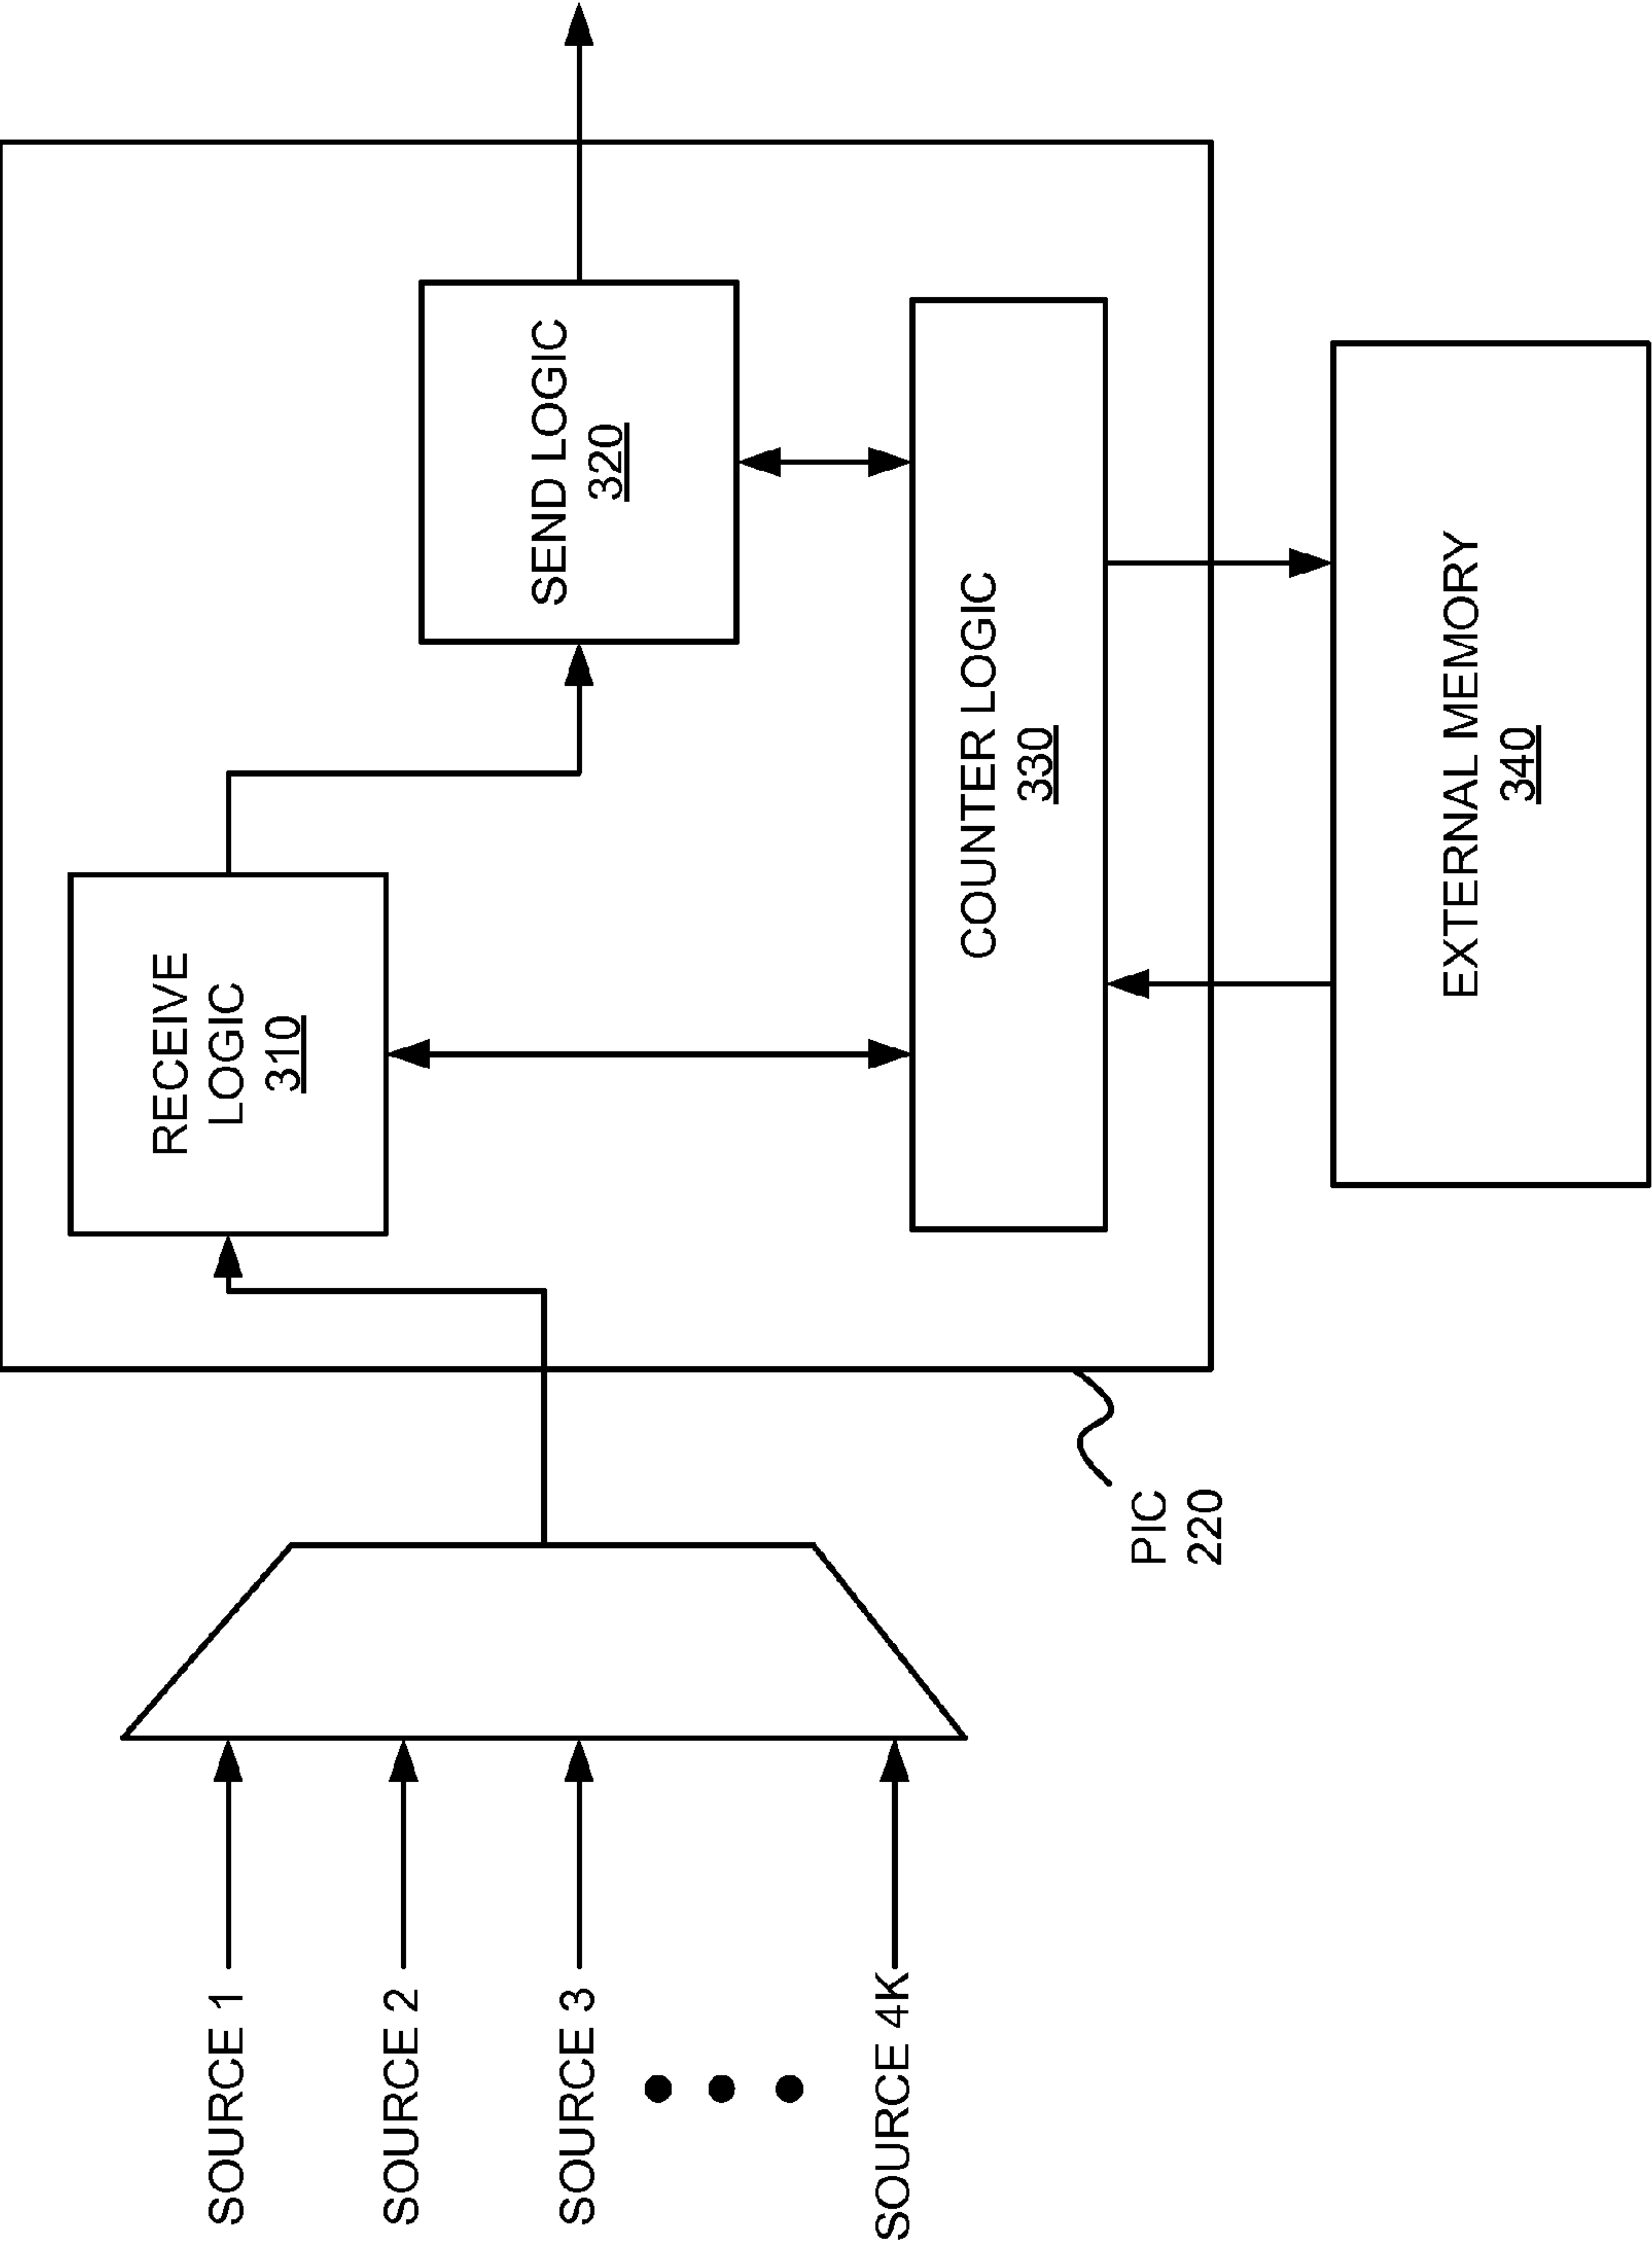 SOURCE 1
SOURCE 2
SOURCE 3
SOURCE 4K
RECEIVE
LOGIC
310
SEND LOGIC
320
COUNTER LOGIC
330
PIC
220
EXTERNAL MEMORY
340